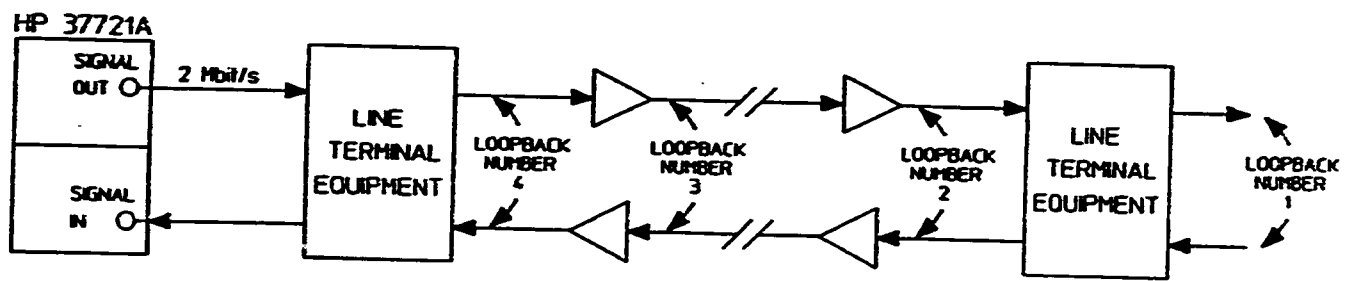 HP 37721A
SIGNAL
OUT
2 Mbit/s
SIGNAL
IN
LINE
TERMINAL
EQUIPMENT
LOOPBACK
NUMBER
4
LOOPBACK
NUMBER
3
LOOPBACK
NUMBER
2
LINE
TERMINAL
EQUIPMENT
LOOPBACK
NUMBER
1